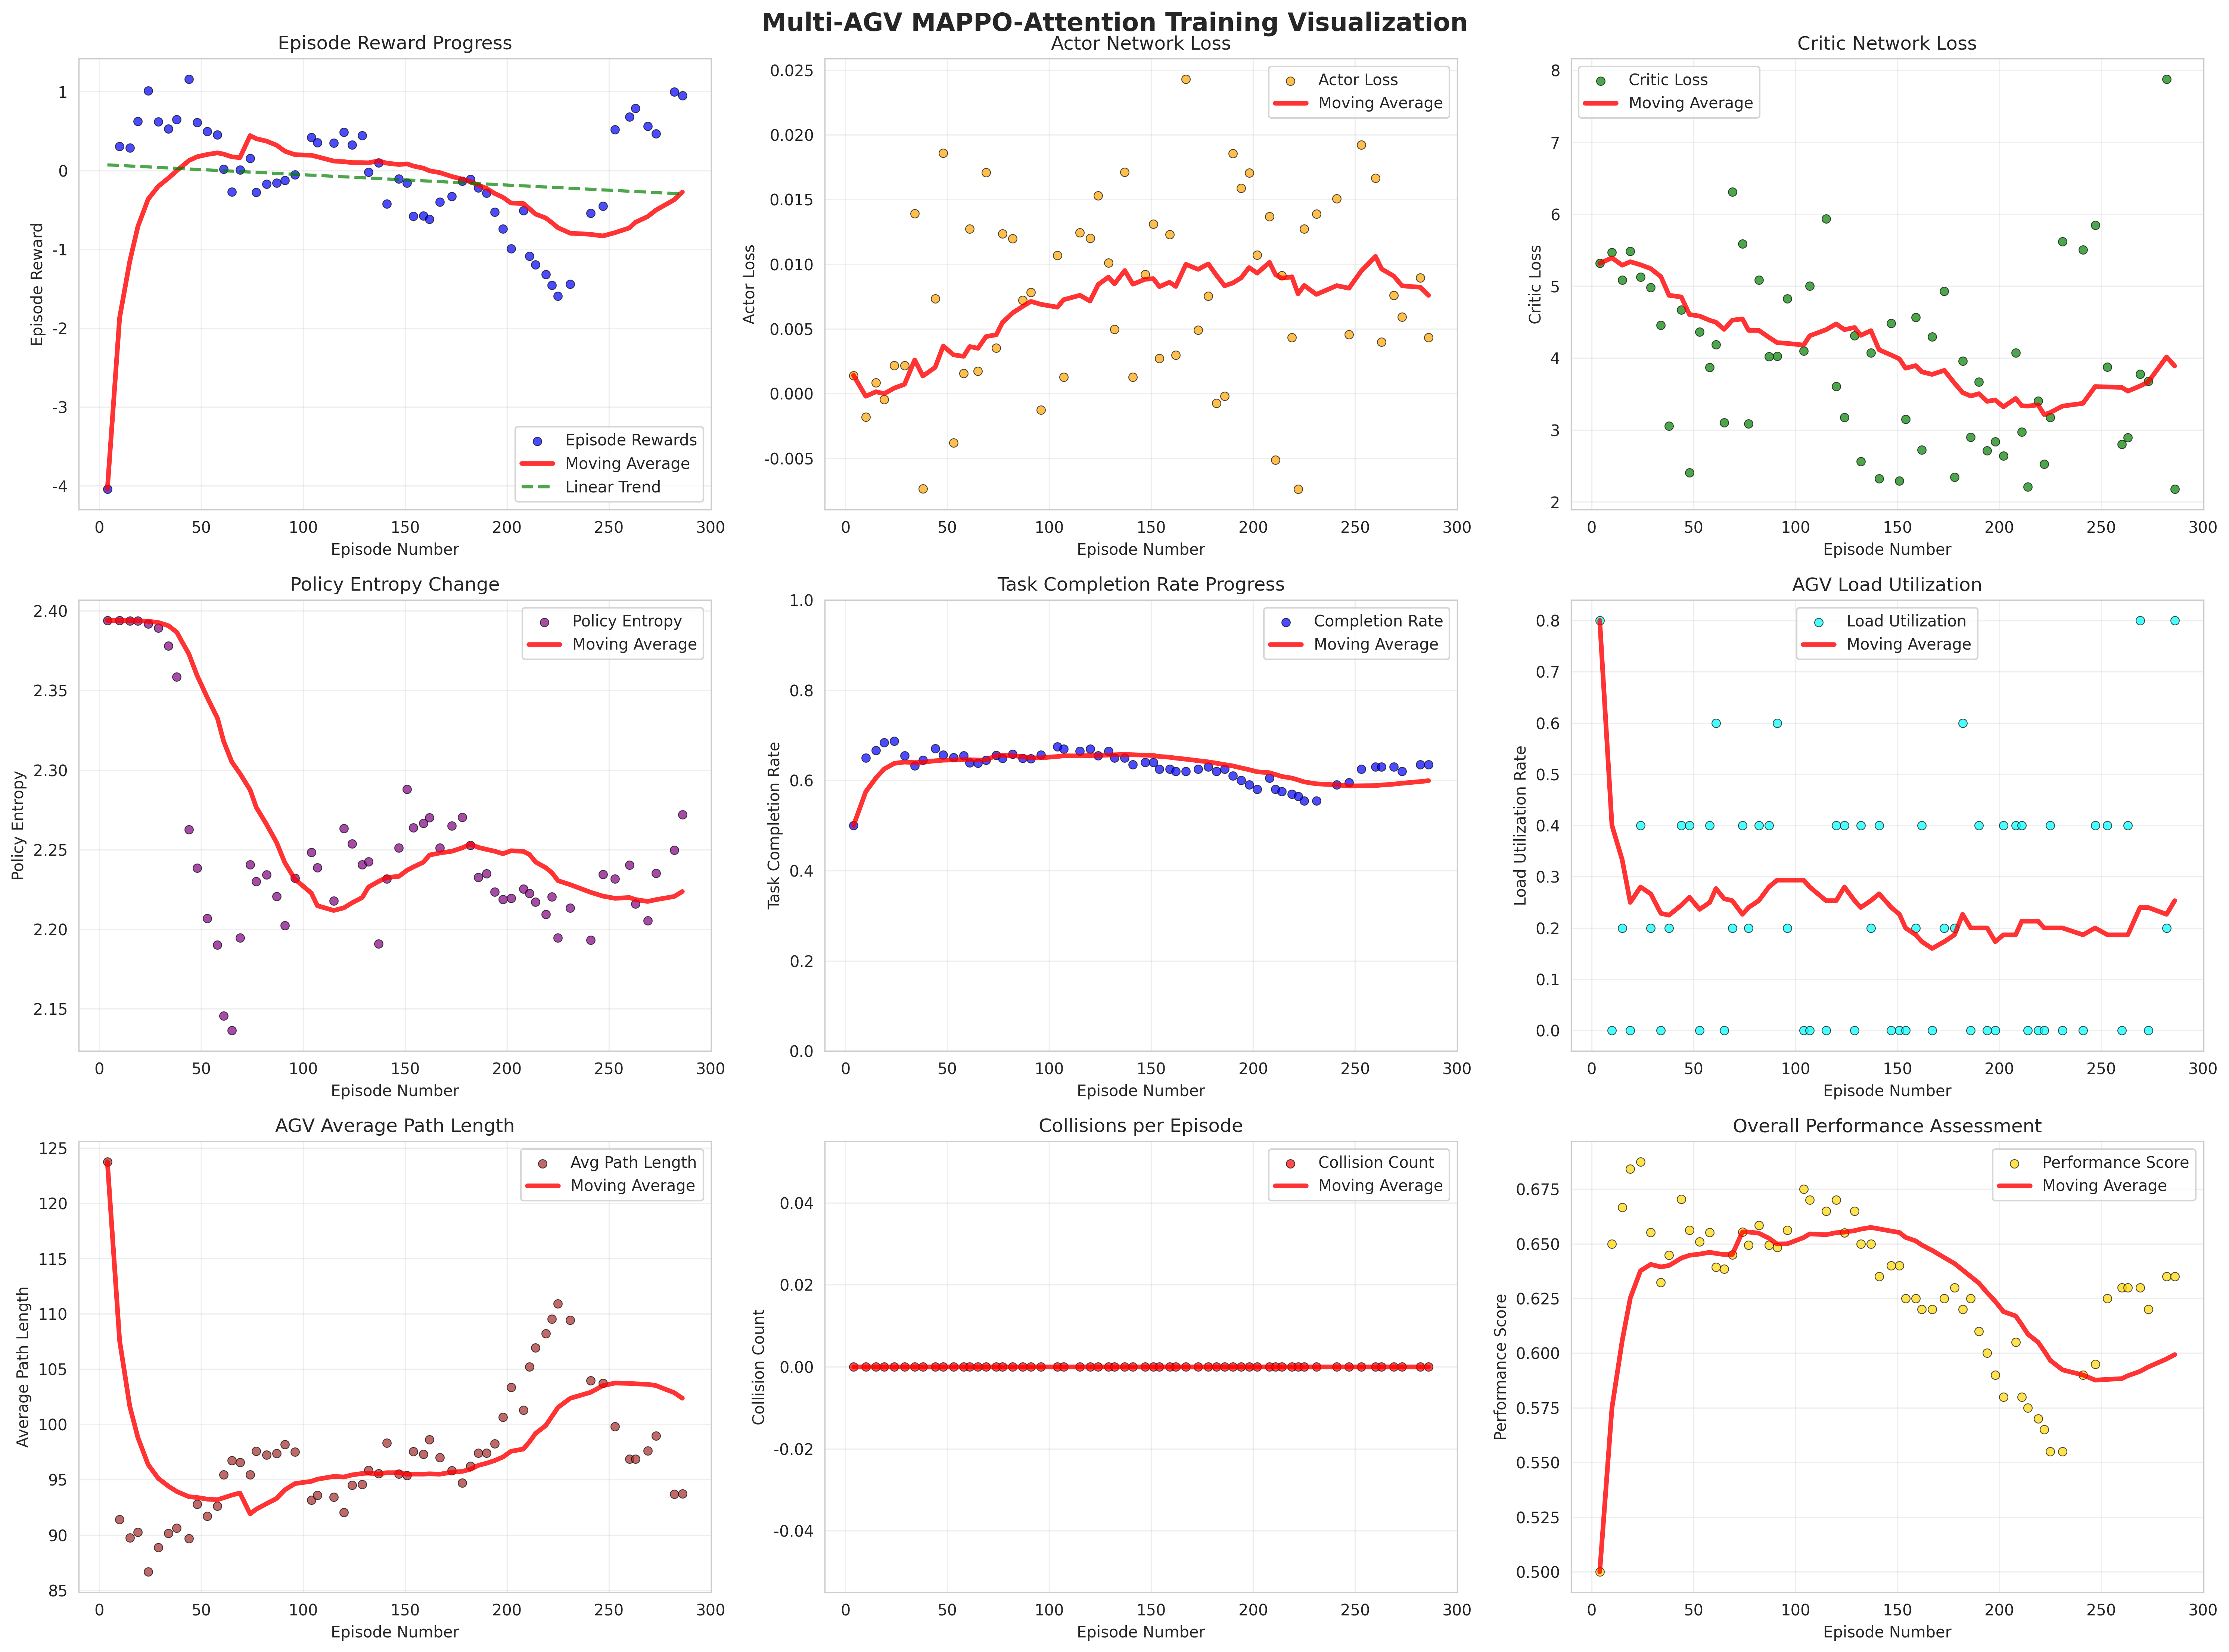 Multi-AGV MAPPO-Attention Training Visualization
Episode Reward Progress
1
0
-1
-2
-3
-4
Episode Reward
Episode Rewards
Moving Average
Linear Trend
0 50 100 150 200 250 300
Episode Number
Actor Network Loss
0.025
0.020
0.015
0.010
0.005
0.000
-0.005
Actor Loss
Actor Loss
Moving Average
0 50 100 150 200 250 300
Episode Number
Critic Network Loss
8
7
6
5
4
3
2
Critic Loss
Critic Loss
Moving Average
0 50 100 150 200 250 300
Episode Number
Policy Entropy Change
2.40
2.35
2.30
2.25
2.20
2.15
Policy Entropy
Policy Entropy
Moving Average
0 50 100 150 200 250 300
Episode Number
Task Completion Rate Progress
1.0
0.8
0.6
0.4
0.2
0.0
Task Completion Rate
Completion Rate
Moving Average
0 50 100 150 200 250 300
Episode Number
AGV Load Utilization
0.8
0.7
0.6
0.5
0.4
0.3
0.2
0.1
0.0
Load Utilization Rate
Load Utilization
Moving Average
0 50 100 150 200 250 300
Episode Number
AGV Average Path Length
125
120
115
110
105
100
95
90
85
Average Path Length
Avg Path Length
Moving Average
0 50 100 150 200 250 300
Episode Number
Collisions per Episode
0.04
0.02
0.00
-0.02
-0.04
Collision Count
Collision Count
Moving Average
0 50 100 150 200 250 300
Episode Number
Overall Performance Assessment
0.675
0.650
0.625
0.600
0.575
0.550
0.525
0.500
Performance Score
Performance Score
Moving Average
0 50 100 150 200 250 300
Episode Number